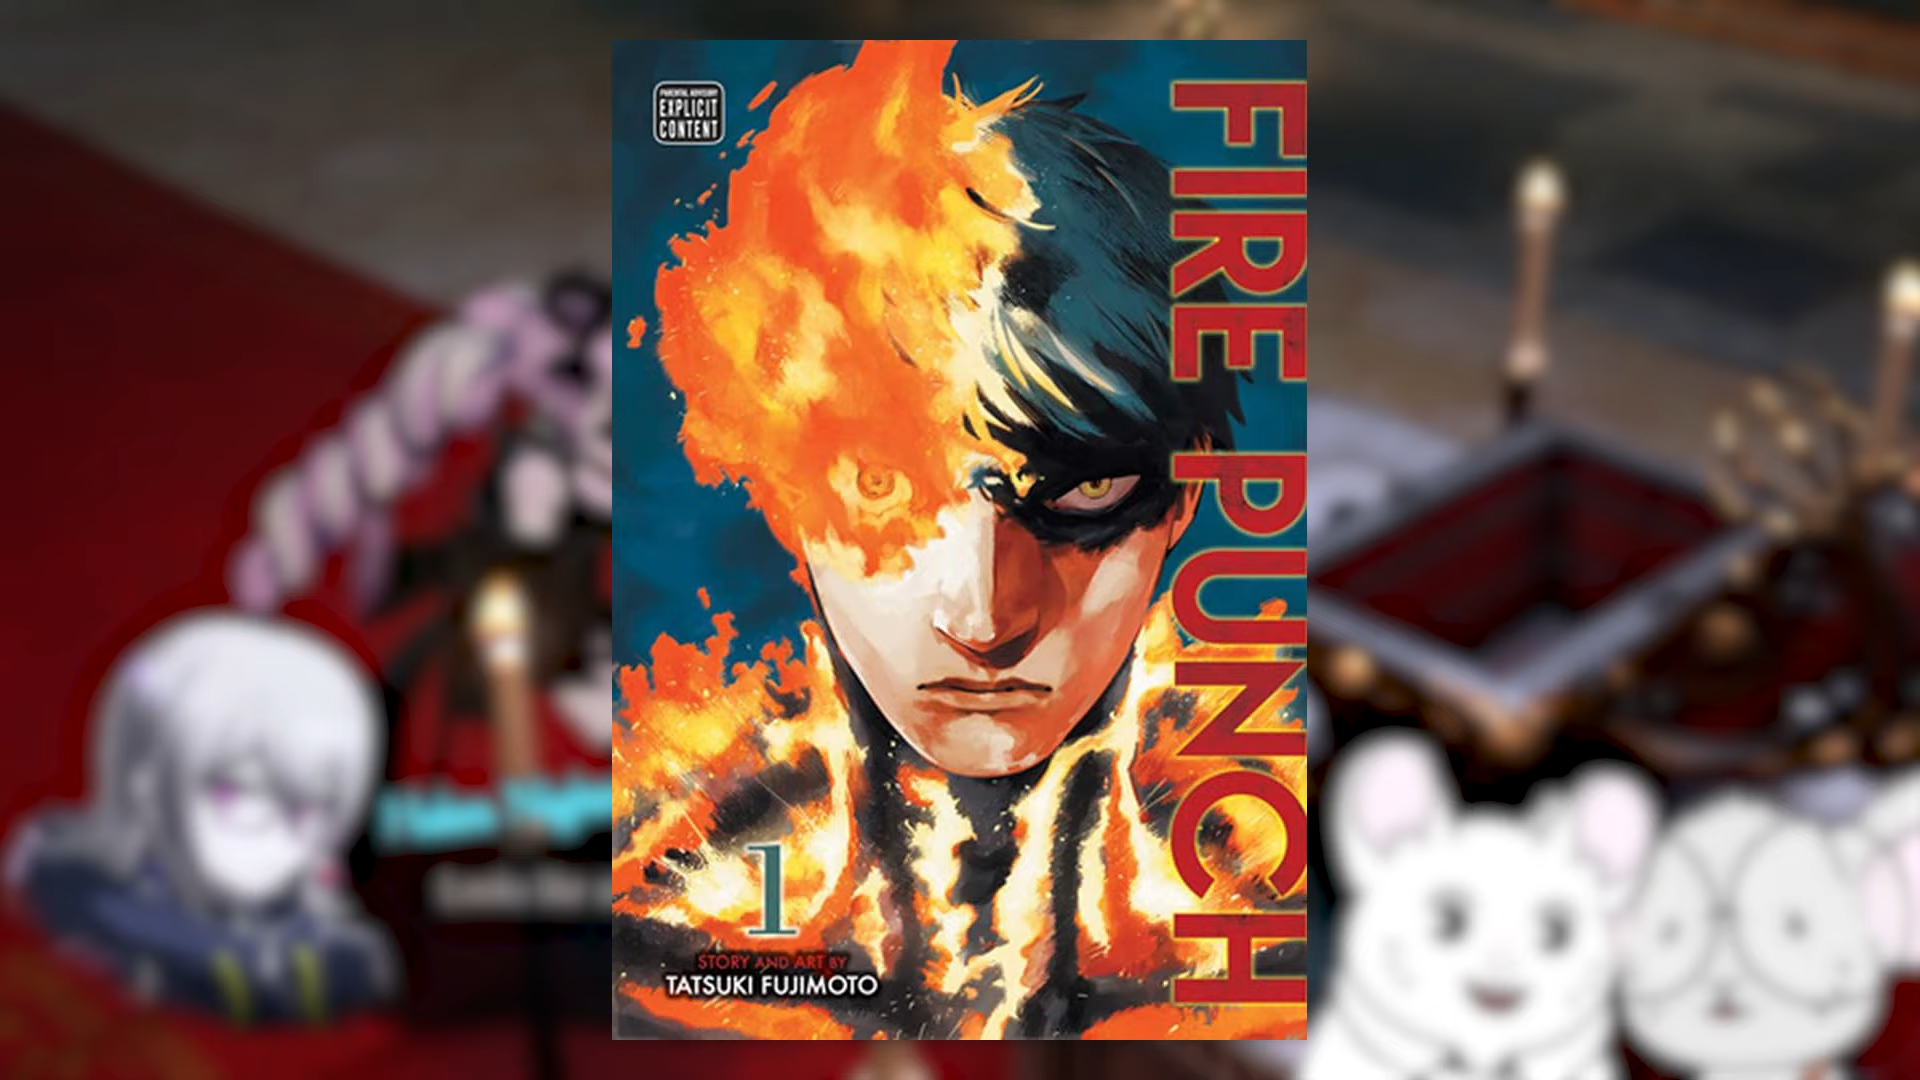 PARENTAL ADVISORY
EXPLICIT
CONTENT
FIRE PUNCH
1
STORY AND ART BY
TATSUKI FUJIMOTO